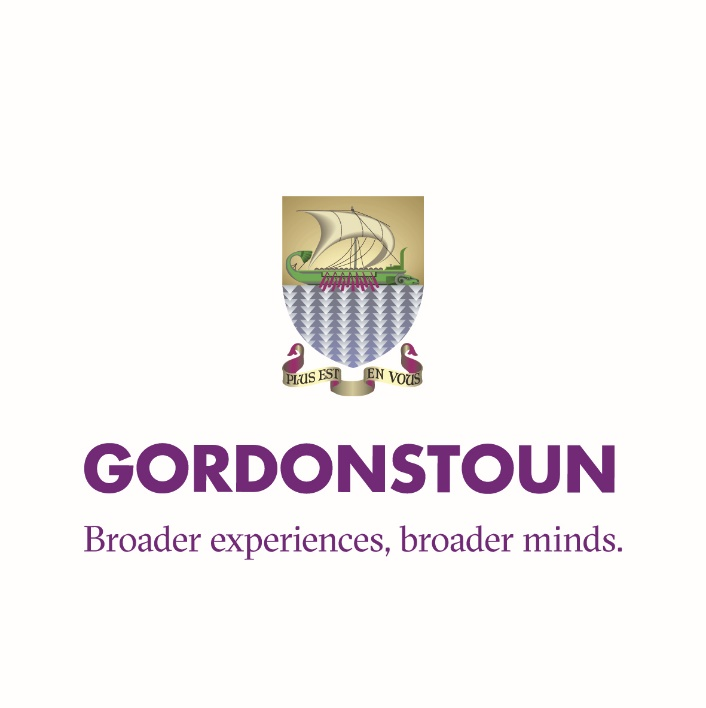 PLUS EST EN VOUS
GORDONSTOUN
Broader experiences, broader minds.